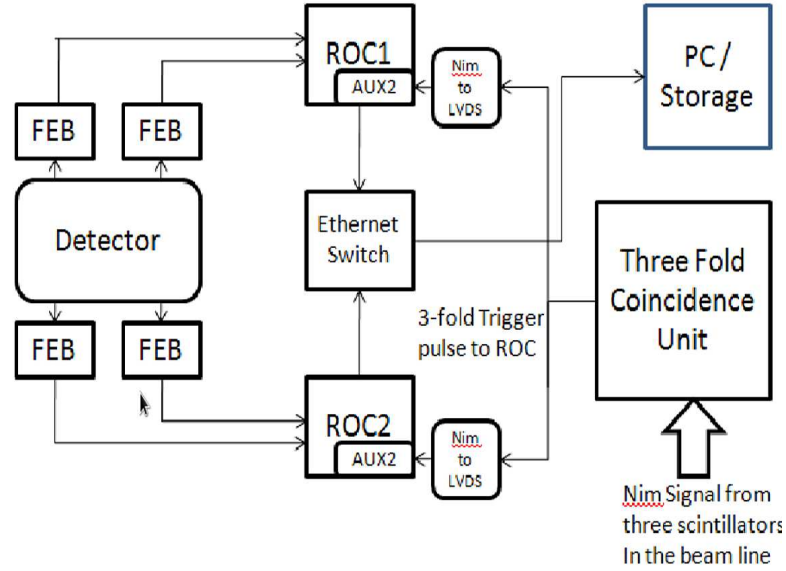 ROC1
AUX2
Nim
to
LVDS
PC /
Storage
FEB
FEB
Detector
Ethernet
Switch
Three Fold
Coincidence
Unit
3-fold Trigger
pulse to ROC
FEB
FEB
ROC2
AUX2
Nim
to
LVDS
Nim Signal from
three scintillators
In the beam line